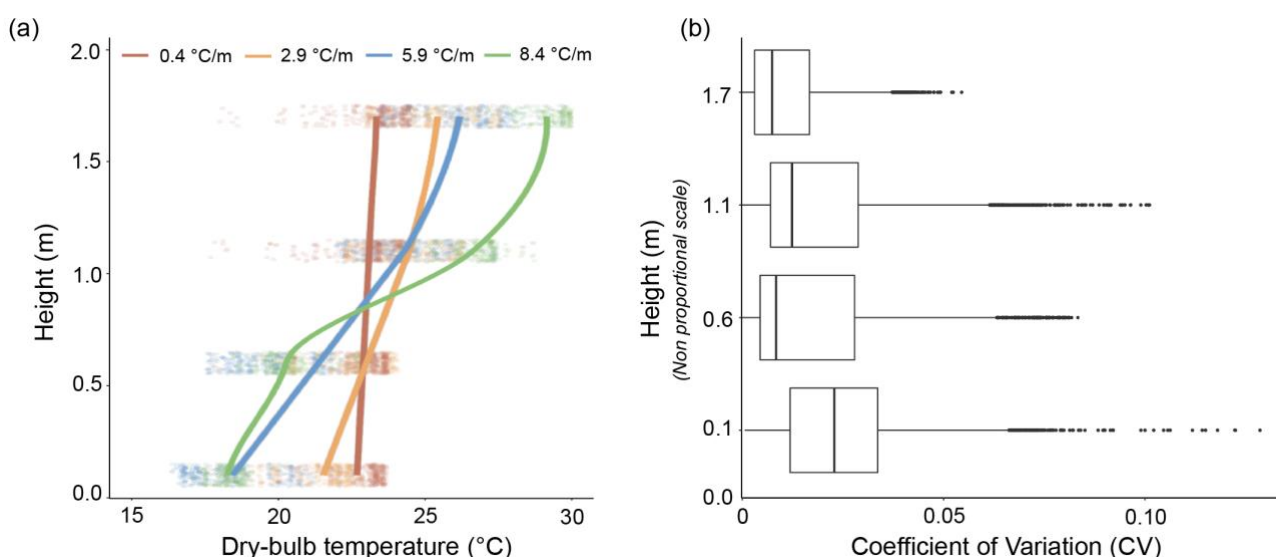 (a)
2.0
0.4 °C/m 2.9 °C/m 5.9 °C/m 8.4 °C/m
1.5
1.0
0.5
0.0
Height (m)
15 20 25 30
Dry-bulb temperature (°C)
(b)
1.7
1.1
0.6
0.1
0.0
Height (m)
(Non proportional scale)
0 0.05 0.10
Coefficient of Variation (CV)